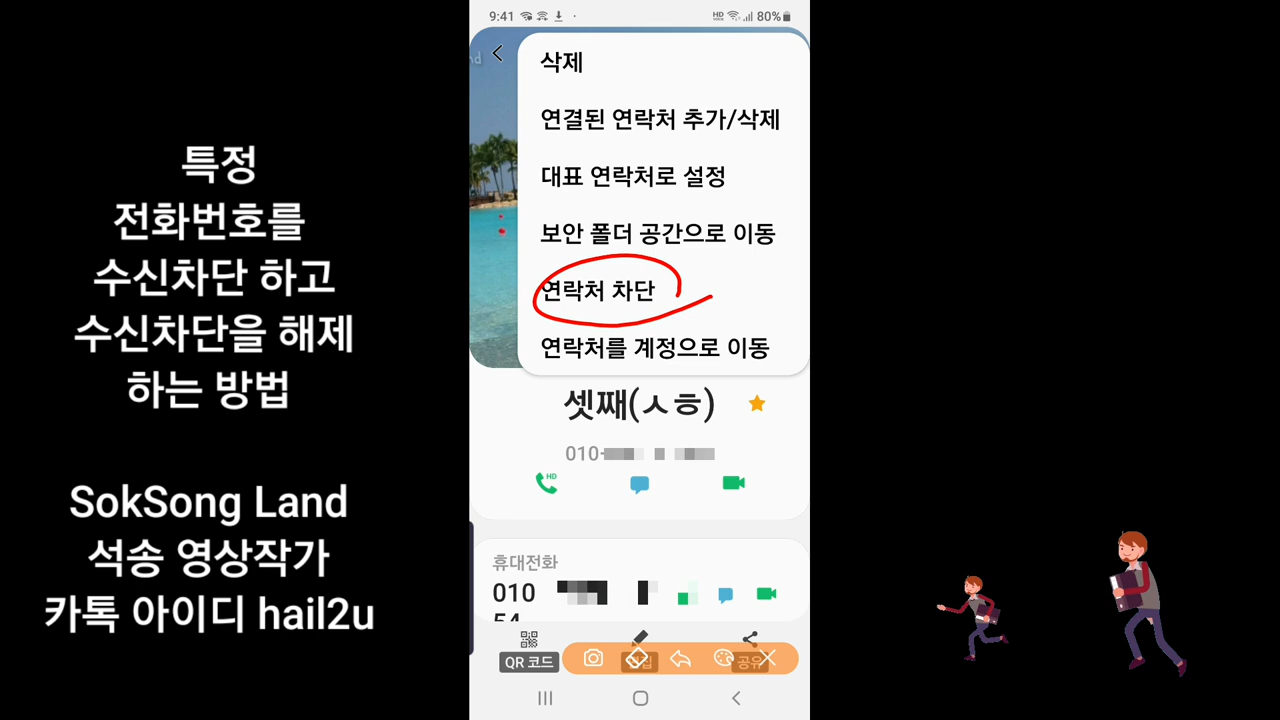 특정
전화번호를
수신차단 하고
수신차단을 해제
하는 방법
SokSong Land
석송 영상작가
카톡 아이디 hail2u
9:41
80%
삭제
연결된 연락처 추가/삭제
대표 연락처로 설정
보안 폴더 공간으로 이동
연락처 차단
연락처를 계정으로 이동
셋째(ㅅㅎ)
010-
HD
휴대전화
010
QR 코드
공유